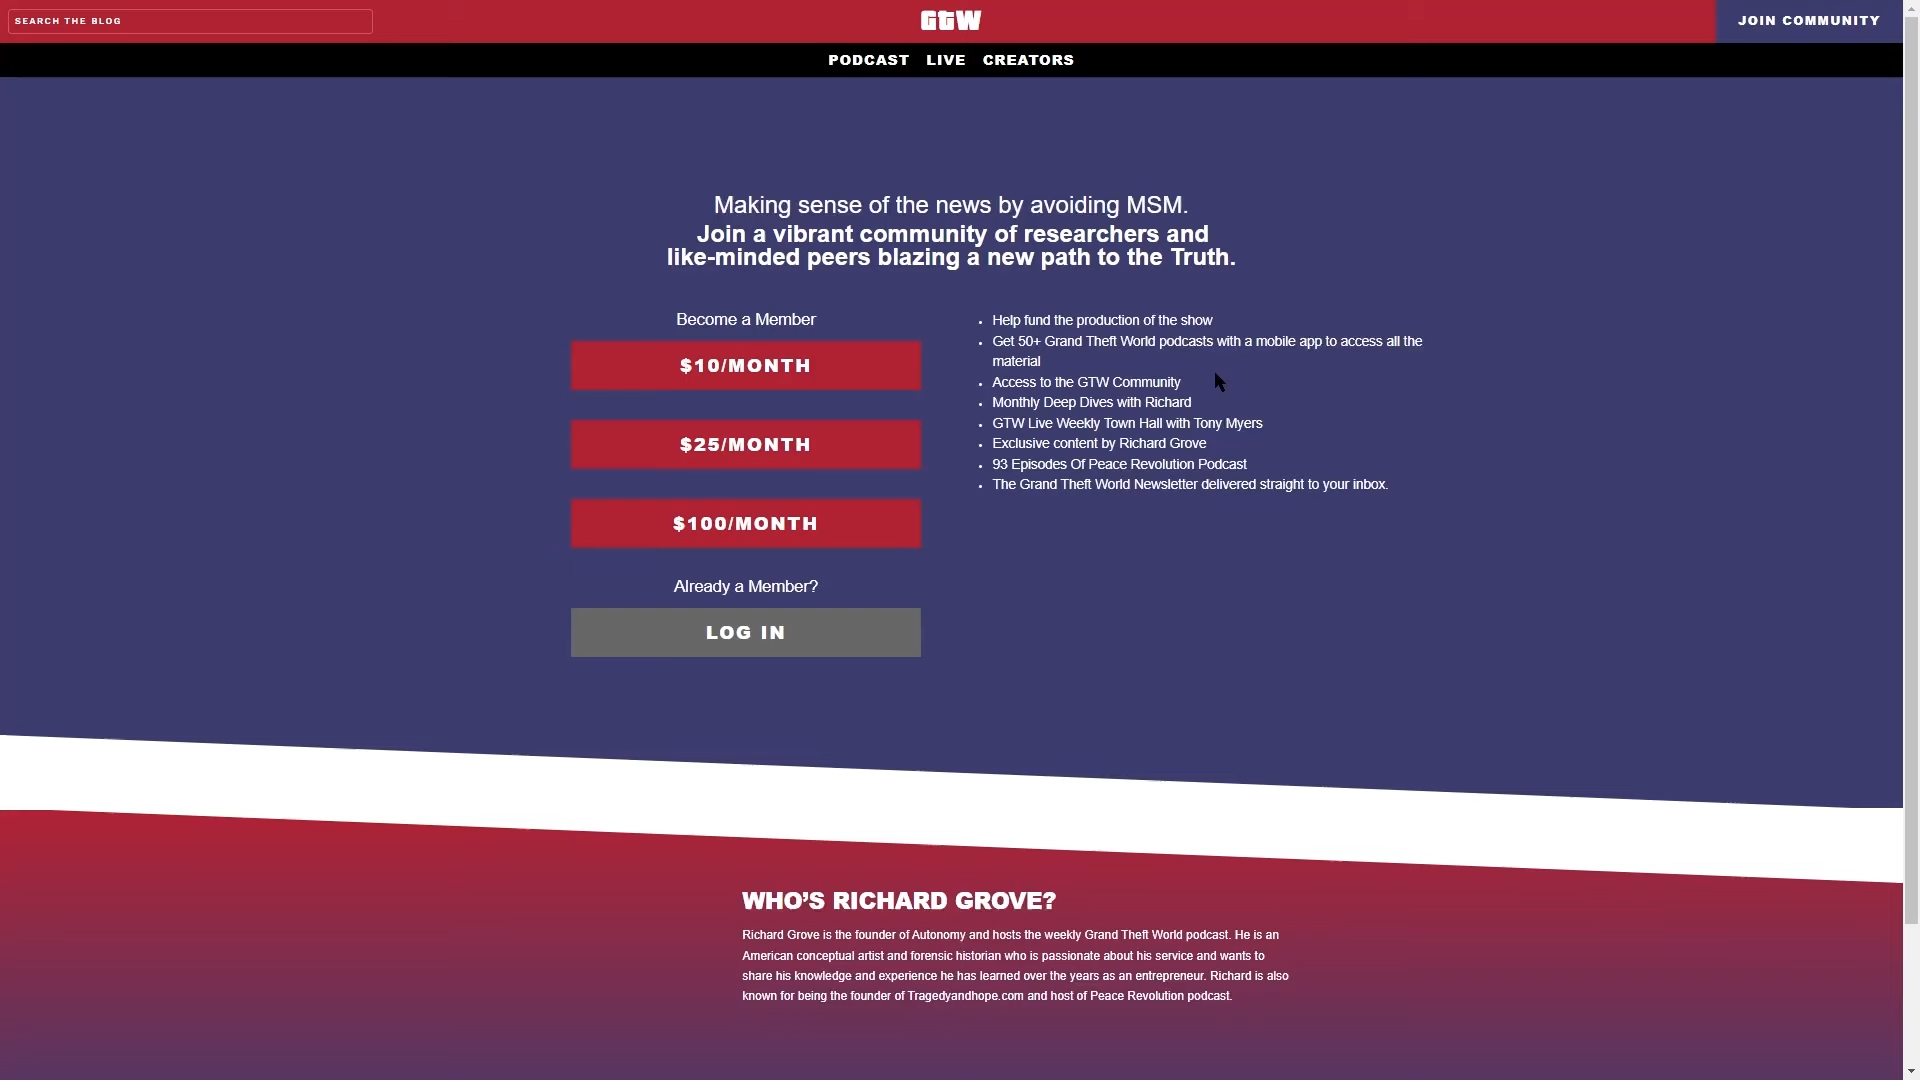 SEARCH THE BLOG
GtW
JOIN COMMUNITY
PODCAST LIVE CREATORS
Making sense of the news by avoiding MSM.
Join a vibrant community of researchers and
like-minded peers blazing a new path to the Truth.
Become a Member
$10/MONTH
$25/MONTH
$100/MONTH
Already a Member?
LOG IN
Help fund the production of the show
Get 50+ Grand Theft World podcasts with a mobile app to access all the
material
Access to the GTW Community
Monthly Deep Dives with Richard
GTW Live Weekly Town Hall with Tony Myers
Exclusive content by Richard Grove
93 Episodes Of Peace Revolution Podcast
The Grand Theft World Newsletter delivered straight to your inbox.
WHO'S RICHARD GROVE?
Richard Grove is the founder of Autonomy and hosts the weekly Grand Theft World podcast. He is an
American conceptual artist and forensic historian who is passionate about his service and wants to
share his knowledge and experience he has learned over the years as an entrepreneur. Richard is also
known for being the founder of Tragedyandhope.com and host of Peace Revolution podcast.